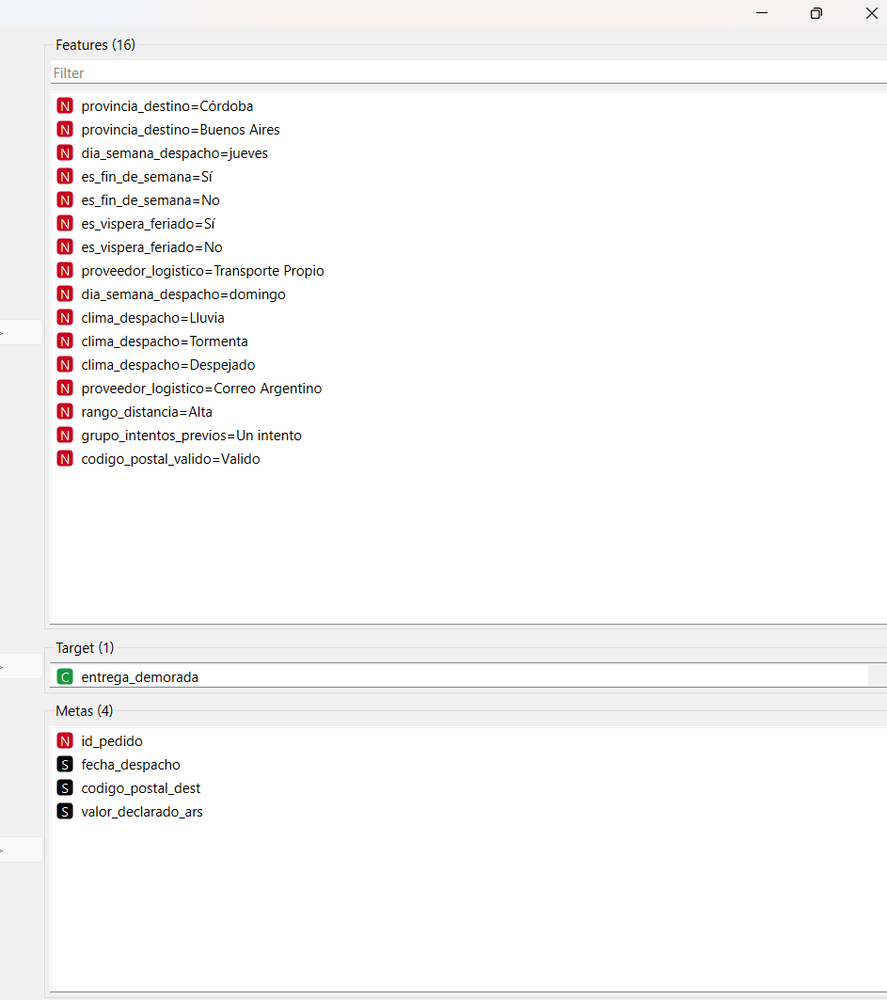 Features (16)
Filter
N provincia_destino=Córdoba
N provincia_destino=Buenos Aires
N dia_semana_despacho=jueves
N es_fin_de_semana=Sí
N es_fin_de_semana=No
N es_vispera_feriado=Sí
N es_vispera_feriado=No
N proveedor_logistico=Transporte Propio
N dia_semana_despacho=domingo
N clima_despacho=Lluvia
N clima_despacho=Tormenta
N clima_despacho=Despejado
N proveedor_logistico=Correo Argentino
N rango_distancia=Alta
N grupo_intentos_previos=Un intento
N codigo_postal_valido=Valido
Target (1)
C entrega_demorada
Metas (4)
N id_pedido
S fecha_despacho
S codigo_postal_dest
S valor_declarado_ars